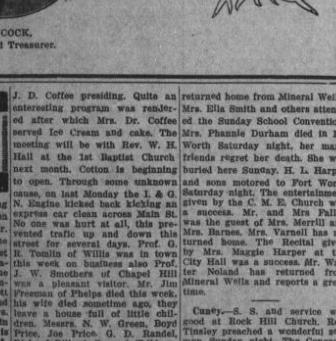 COCK,
Treasurer.
J. D. Coffee presiding. Quite an
enteresting program was render-
ed after which Mrs. Dr. Coffee
served Ice Cream and cake. The
meeting will be with Rev. W. H.
Hall at the 1st Baptist Church
next month. Cotton is beginning
to open. Through some unknown
cause, on last Monday the I. & G.
N. Engine kicked back kicking an
express car clean across Main St.
No one was hurt at all, this pre-
vented trafic up and down this
street for several days. Prof. G.
R. Tomlin of Willis was in town
this week on business also Prof.
J. W. Smothers of Chapel Hill
was a pleasant visitor. Mr. Jim
Freeman of Phelps died this week,
his wife died sometime ago, they
leave a house full of little chil-
dren. Messrs. N. W. Green, Boyd
Price, Joe Price G. D. Randel,
returned home from Mineral Wel
Mrs. Ella Smith and others atten
ed the Sunday School Conventio
Mrs. Phannie Durham died in
Worth Saturday night, her ma
friends regret her death. She w
buried here Sunday. H. L. Harp
and sons motored to Fort Wor
Saturday night. The entertainme
given by the C. M. E. Church w
a success. Mr. and Mrs Pall
was the guest of Mrs. Merrill a
Mrs. Barnes. Mrs. Varnell has r
turned home. The Recital giv
by Mrs. Maggie Harper at t
City Hall was a success. Mr. W
ter Noland has returned fro
Mineral Wells and reports a gre
time.
Cuney.— S. S. and service w
good at Rock Hill Church, R
Tinsley preached a wonderful s